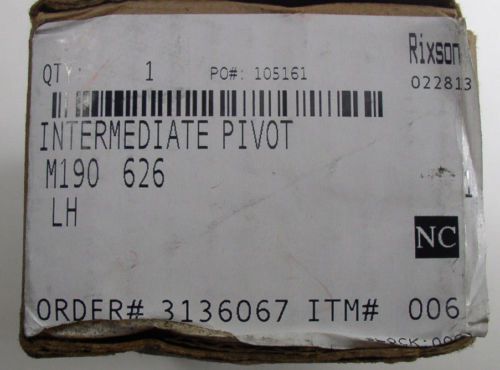 Rixson
QTY: 1 PO#: 105161
022813
INTERMEDIATE PIVOT
M190 626
LH
NC
ORDER# 3136067 ITM# 006